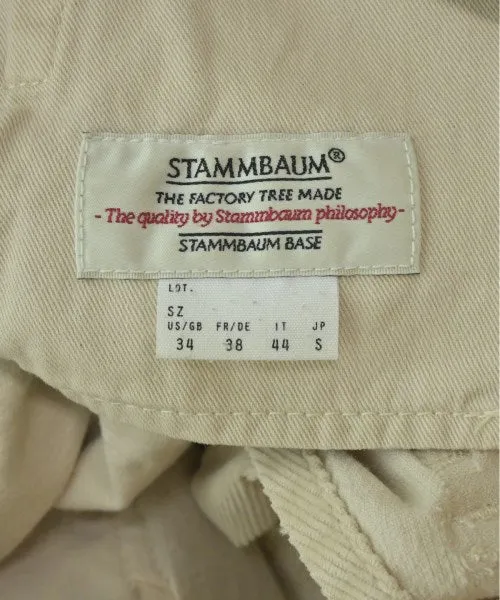 STAMMBAUM®
THE FACTORY TREE MADE
- The quality by Stammbaum philosophy -
STAMMBAUM BASE
LOT.
SZ
US/GB FR/DE IT JP
34 38 44 S